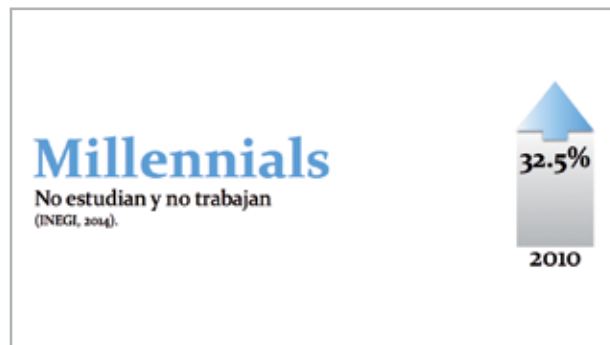 Millennials
No estudian y no trabajan
(INEGI, 2014).
32.5%
2010